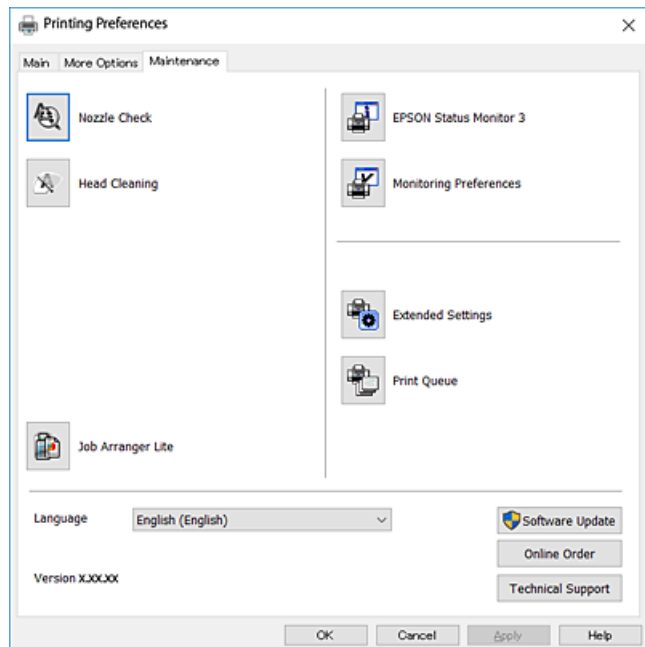 Printing Preferences
Main More Options Maintenance
Nozzle Check
Head Cleaning
Job Arranger Lite
EPSON Status Monitor 3
Monitoring Preferences
Extended Settings
Print Queue
Language English (English)
Software Update
Online Order
Version X.XX.XX
Technical Support
OK Cancel Apply Help